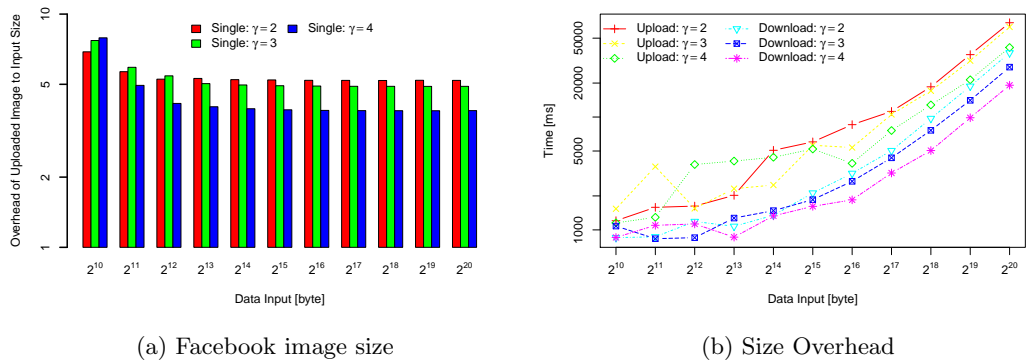 Overhead of Uploaded Image to Input Size
10
5
2
1
Single: γ = 2
Single: γ = 3
Single: γ = 4
2^10 2^11 2^12 2^13 2^14 2^15 2^16 2^17 2^18 2^19 2^20
Data Input [byte]
(a) Facebook image size
Time [ms]
50000
20000
5000
1000
Upload: γ = 2
Upload: γ = 3
Upload: γ = 4
Download: γ = 2
Download: γ = 3
Download: γ = 4
2^10 2^11 2^12 2^13 2^14 2^15 2^16 2^17 2^18 2^19 2^20
Data Input [byte]
(b) Size Overhead